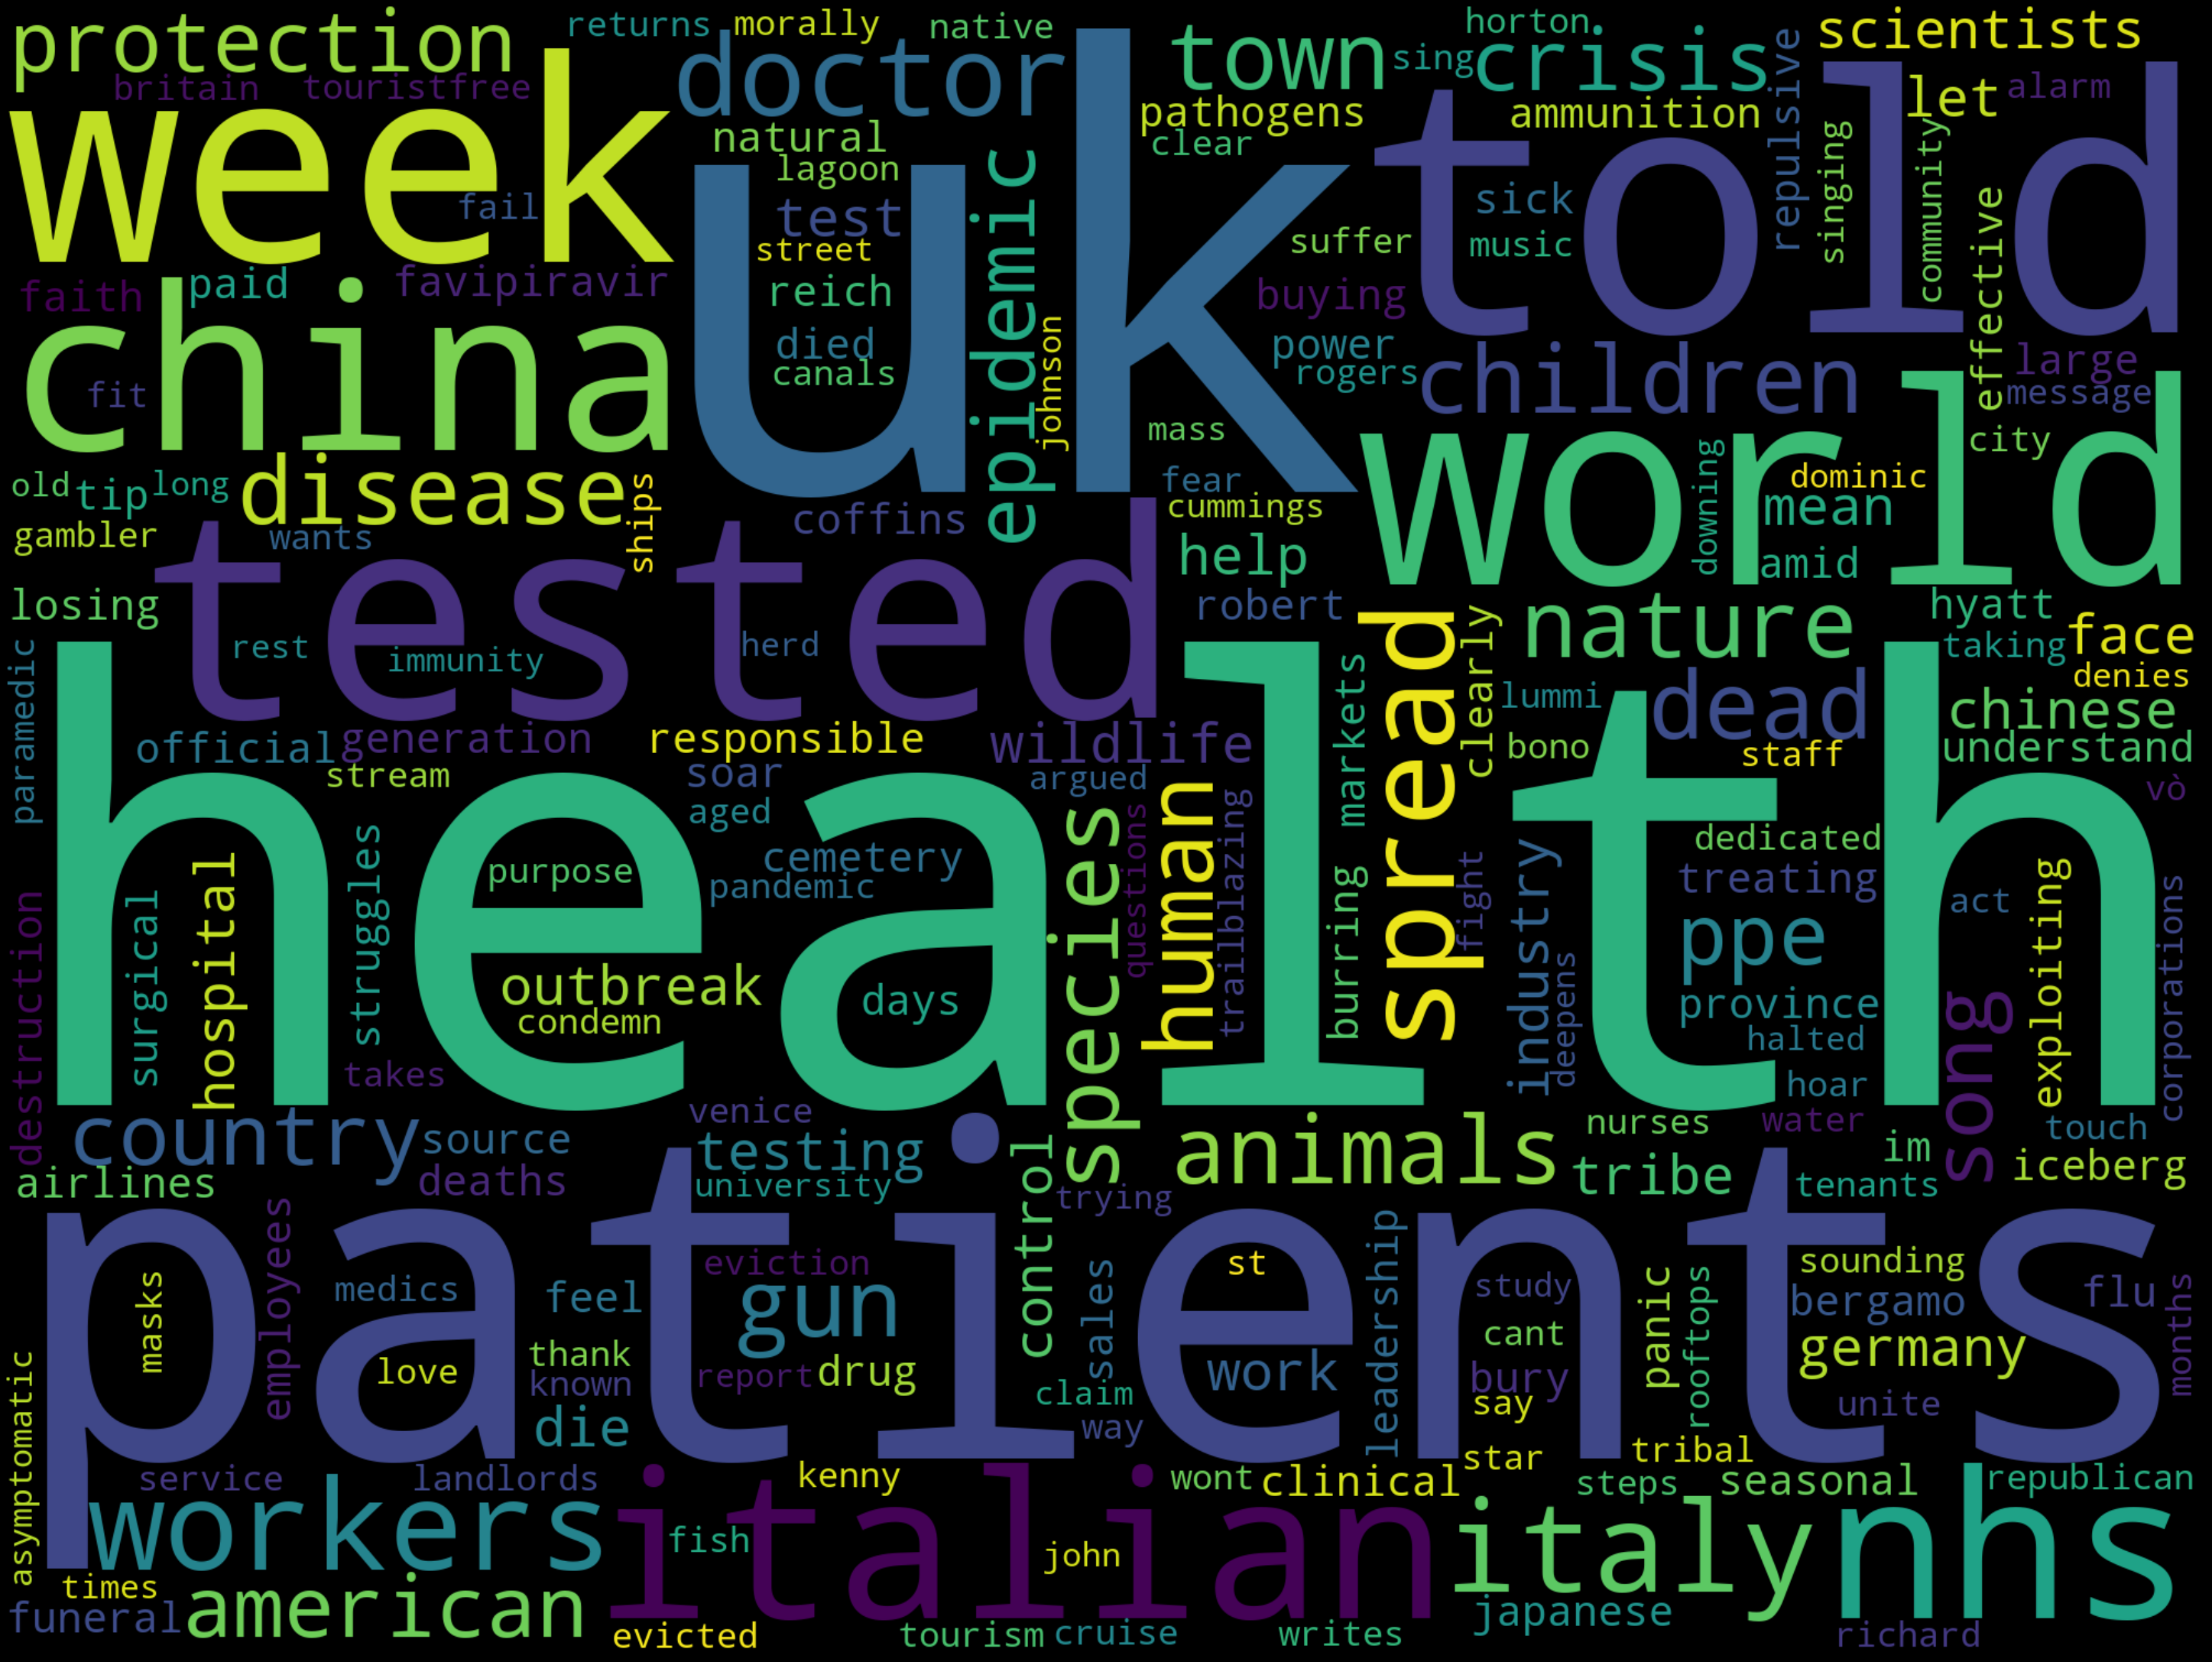 protection
returns
morally
native
britain
touristfree
week
doctor
uk
town
sing
horton
crisis
repulsive
scientists
let
alarm
pathogens
ammunition
clear
natural
lagoon
test
street
epidemic
told
suffer
sick
music
singing
community
effective
fail
faith
paid
favipiravir
reich
died
canals
johnson
buying
power
rogers
children
large
message
city
china
fit
mass
fear
cummings
world
downing
dominic
mean
amid
old
tip
long
disease
ships
gambler
wants
coffins
help
losing
tested
robert
spread
clearly
nature
hyatt
taking
face
denies
rest
immunity
herd
paramedic
official
generation
responsible
wildlife
markets
lummi
bono
dead
staff
chinese
understand
vò
stream
soar
aged
argued
health
species
questions
human
trailblazing
burring
fight
industry
deepens
dedicated
treating
ppe
province
halted
hoar
act
song
exploiting
corporations
destruction
surgical
hospital
struggles
purpose
cemetery
pandemic
outbreak
condemn
days
takes
country
source
deaths
airlines
venice
testing
university
control
trying
animals
nurses
tribe
water
im
tenants
touch
iceberg
patients
employees
masks
medics
feel
eviction
gun
sales
st
work
leadership
study
cant
bury
say
panic
rooftops
sounding
bergamo
germany
unite
flu
months
asymptomatic
love
thank
known
die
report
drug
claim
way
service
landlords
kenny
wont
clinical
star
tribal
steps
seasonal
republican
workers
italian
fish
john
italy
nhs
times
funeral
american
evicted
tourism
cruise
writes
japanese
richard